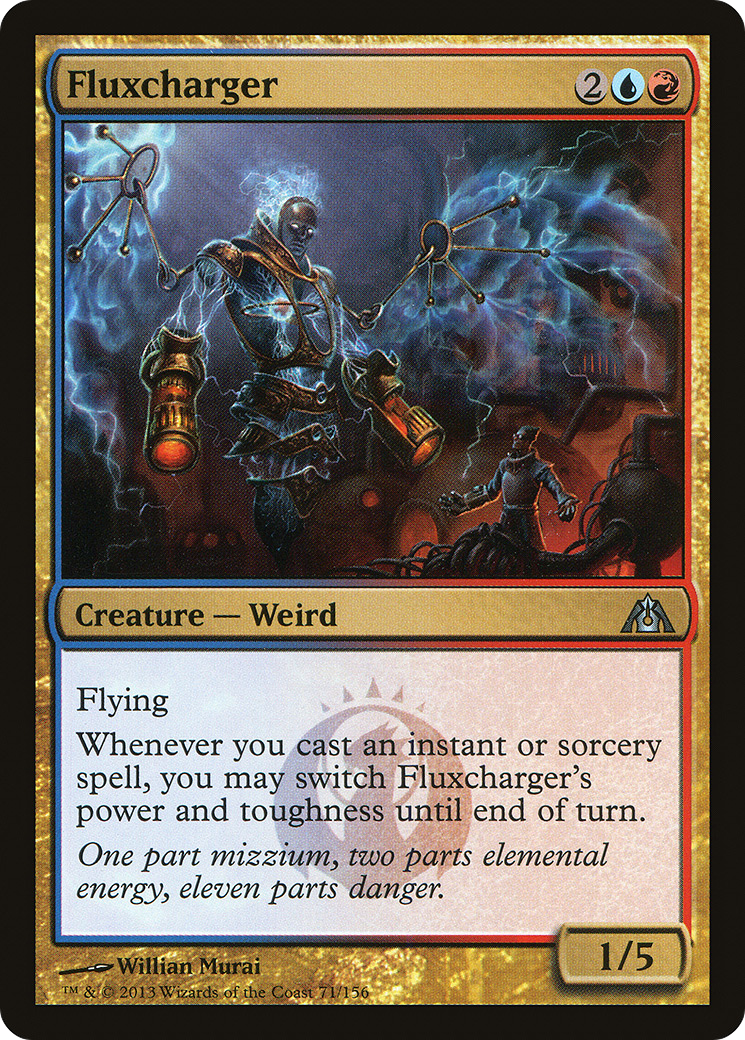 Fluxcharger
2
Creature — Weird
Flying
Whenever you cast an instant or sorcery
spell, you may switch Fluxcharger's
power and toughness until end of turn.
One part mizzium, two parts elemental
energy, eleven parts danger.
1/5
Willian Murai
™ & © 2013 Wizards of the Coast 71/156